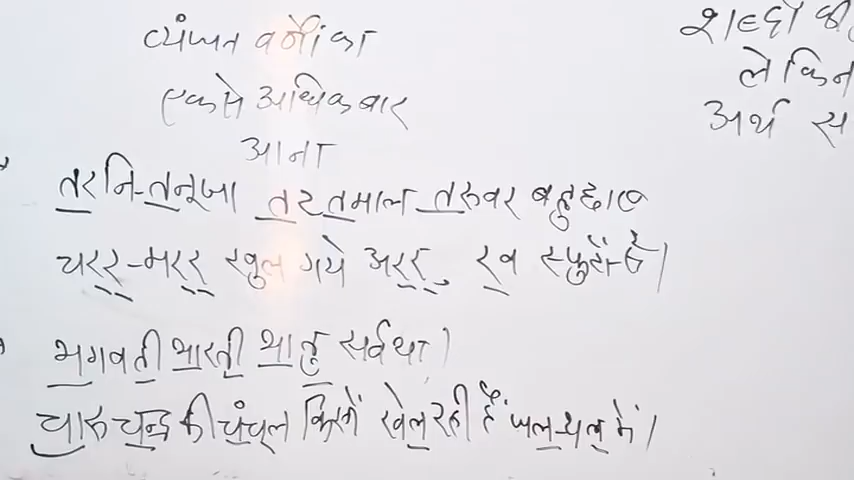 व्यंजन वर्नों का
एक से अधिक बार
आना
शब्दों की
लेकिन
अर्थ स
तरनि-तनूजा तट तमाल तरुवर बहु छाए
चरर्-मरर् खुल गये अरर् रव स्फुटों से।
भगवती भारती भातु सर्वथा।
चारु चन्द्र की चंचल किरणें खेल रही हैं जल-थल में।